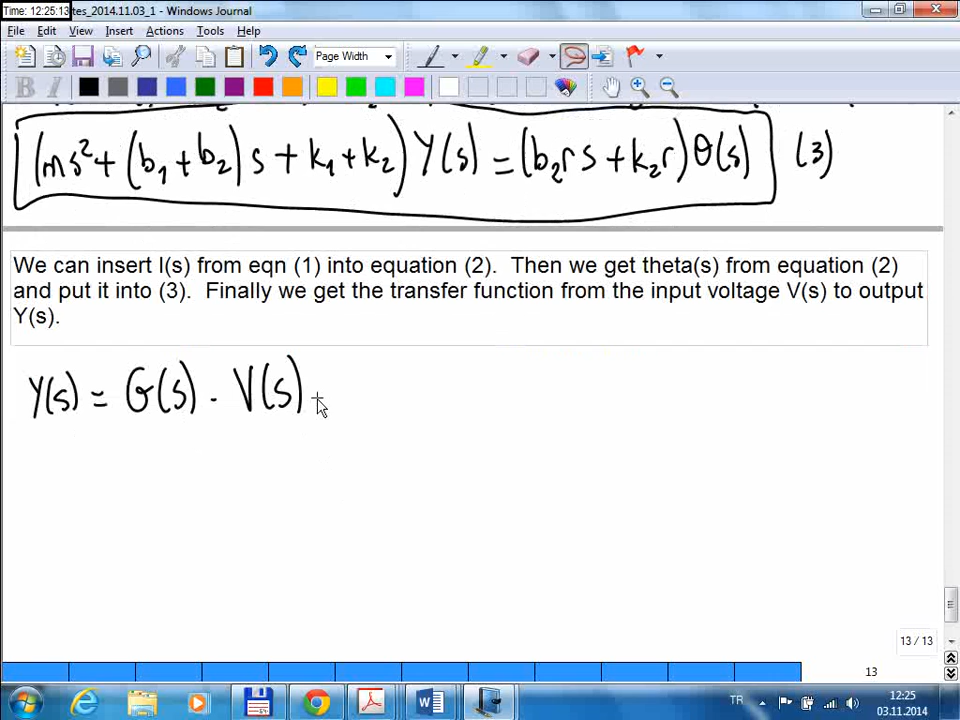 Time: 12:25:13 tes_2014.11.03_1 - Windows Journal
File Edit View Insert Actions Tools Help
Page Width
B I
(ms²+(b₁+b₂)s+k₁+k₂)Y(s)=(b₂rs+k₂r)θ(s) (3)
We can insert I(s) from eqn (1) into equation (2). Then we get theta(s) from equation (2)
and put it into (3). Finally we get the transfer function from the input voltage V(s) to output
Y(s).
Y(s) = G(s) . V(s)
13 / 13
13
TR 12:25
03.11.2014